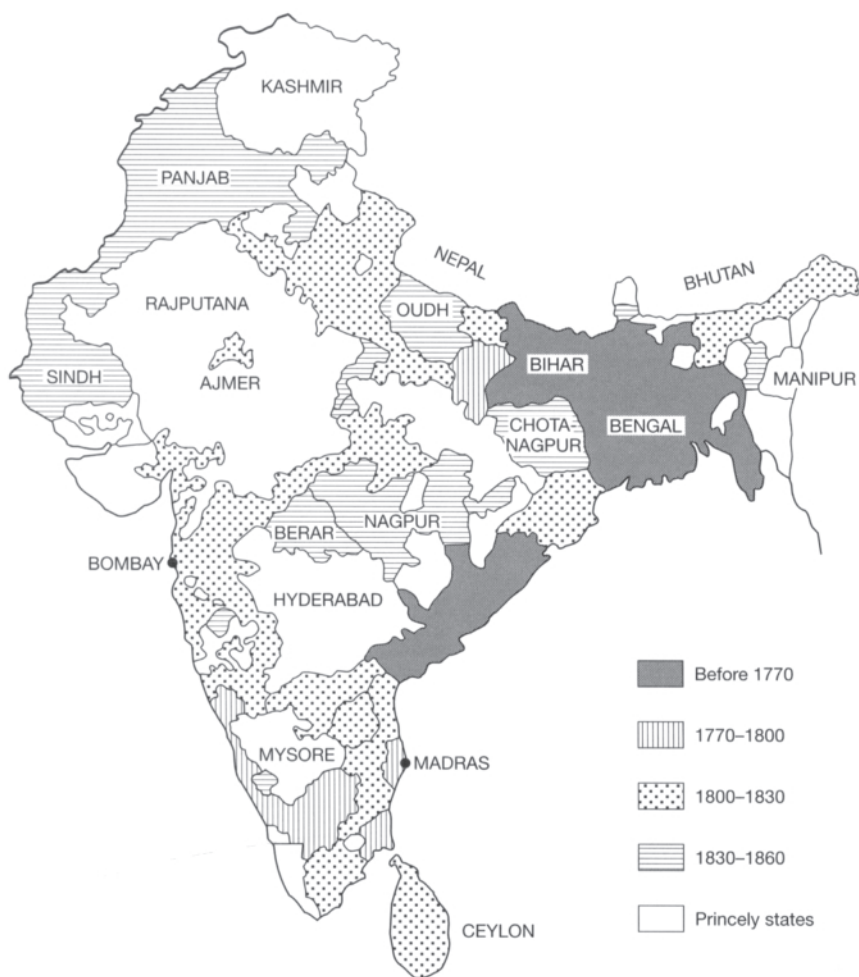 KASHMIR
PANJAB
NEPAL
BHUTAN
RAJPUTANA
OUDH
SINDH
AJMER
BIHAR
MANIPUR
CHOTA-
NAGPUR
BENGAL
NAGPUR
BERAR
BOMBAY
HYDERABAD
Before 1770
1770–1800
MYSORE
MADRAS
1800–1830
1830–1860
Princely states
CEYLON